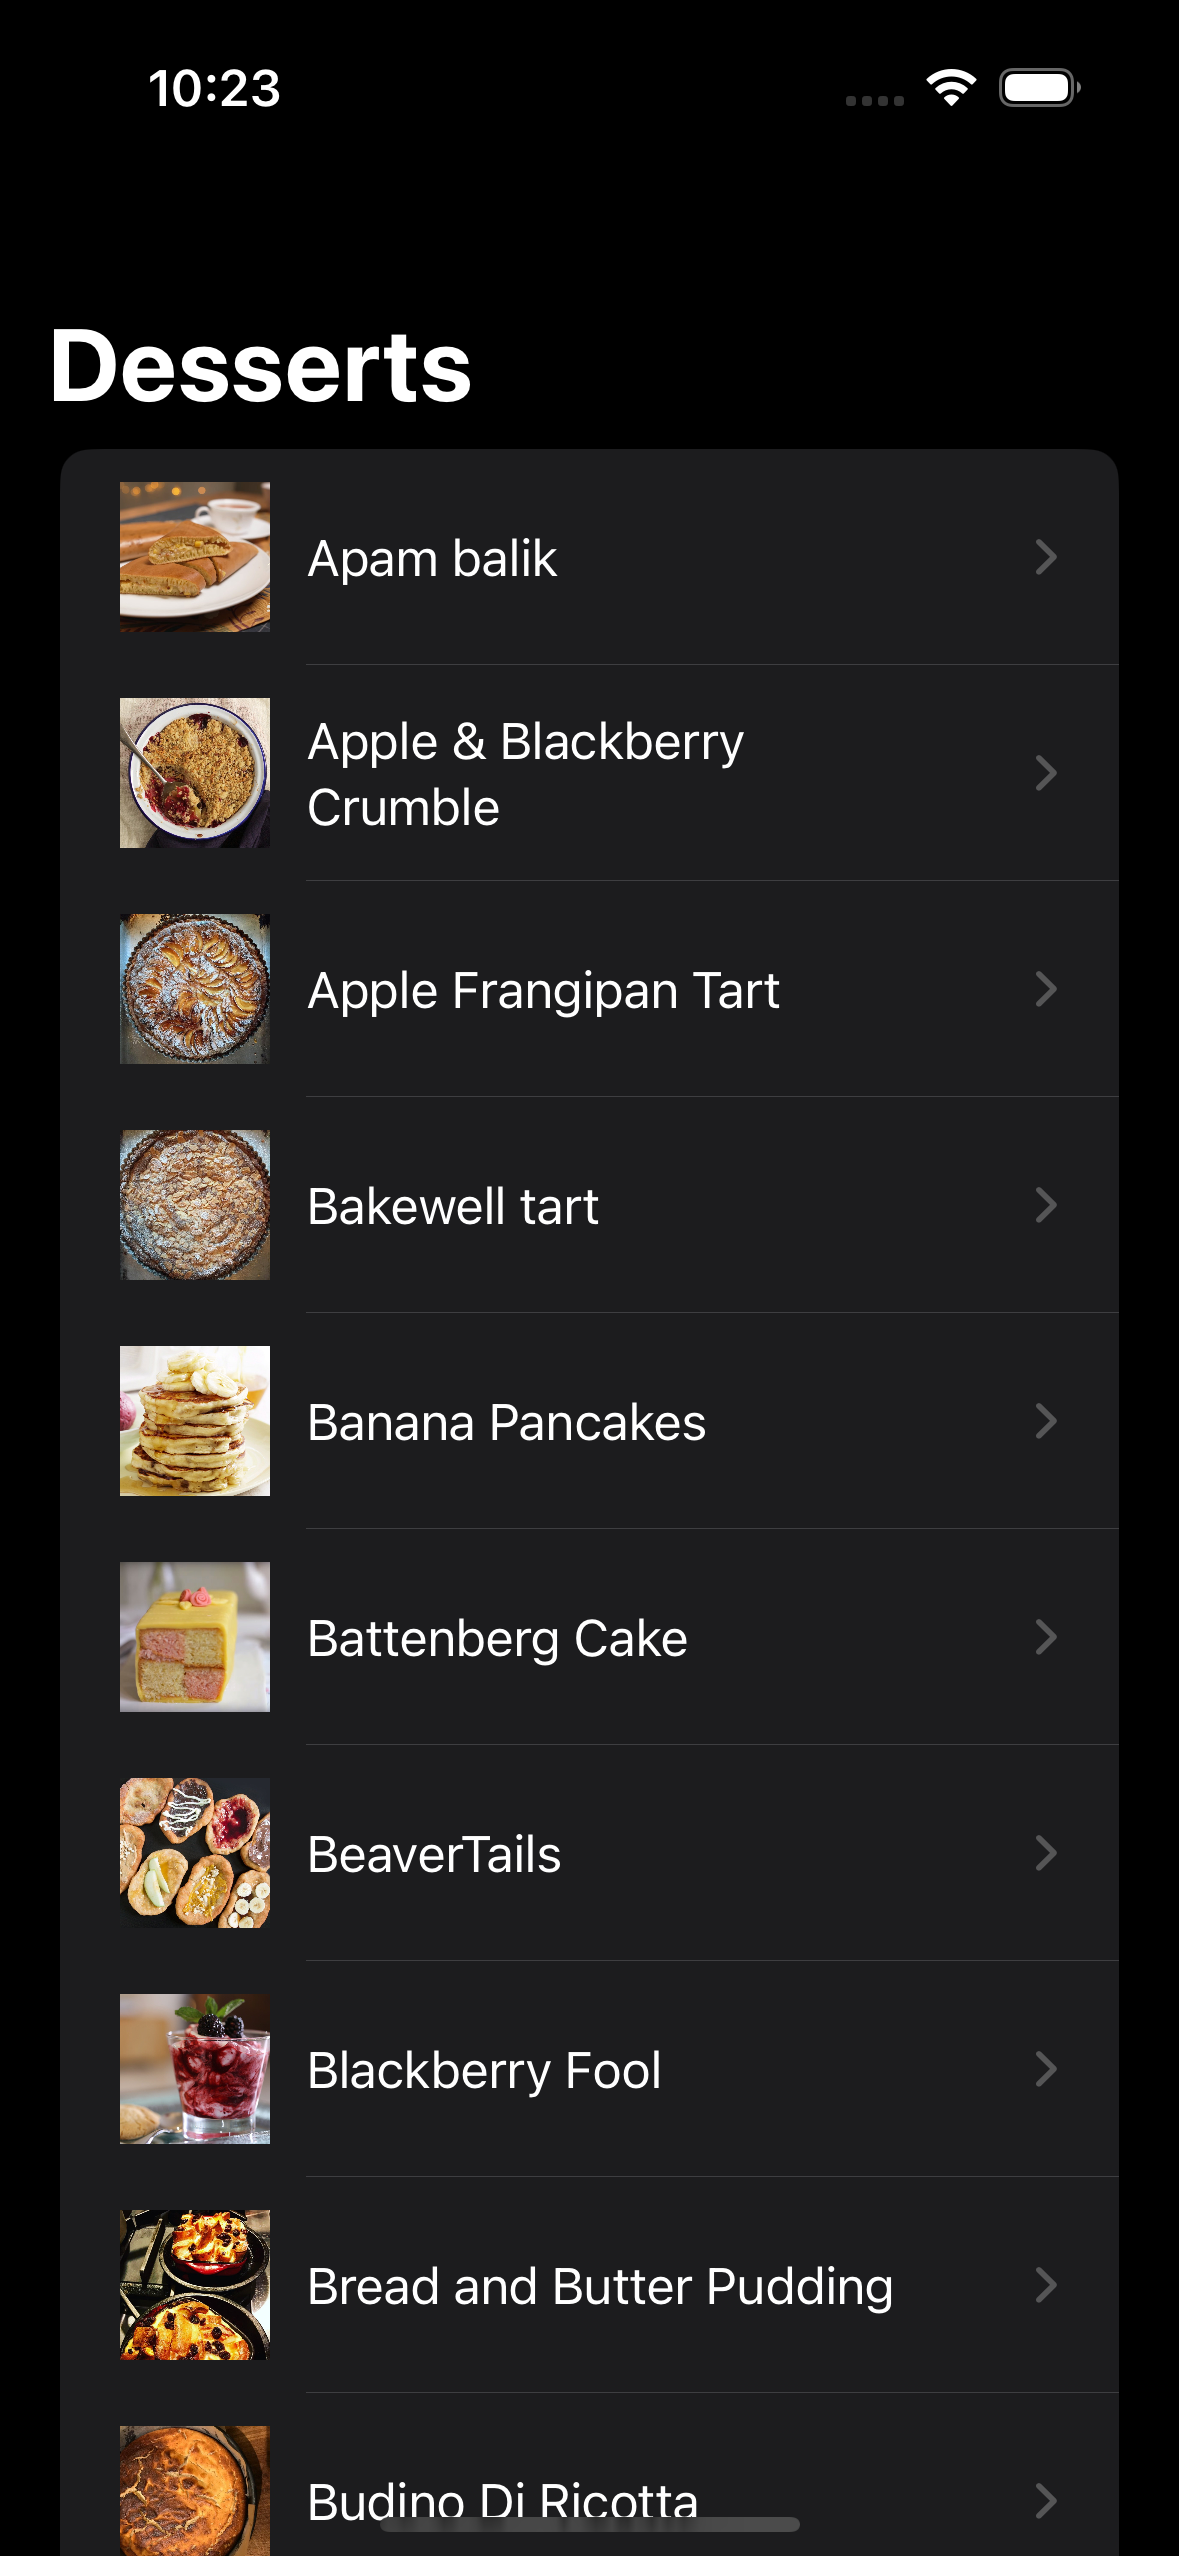 10:23
Desserts
Apam balik
Apple & Blackberry
Crumble
Apple Frangipan Tart
Bakewell tart
Banana Pancakes
Battenberg Cake
BeaverTails
Blackberry Fool
Bread and Butter Pudding
Budino Di Ricotta